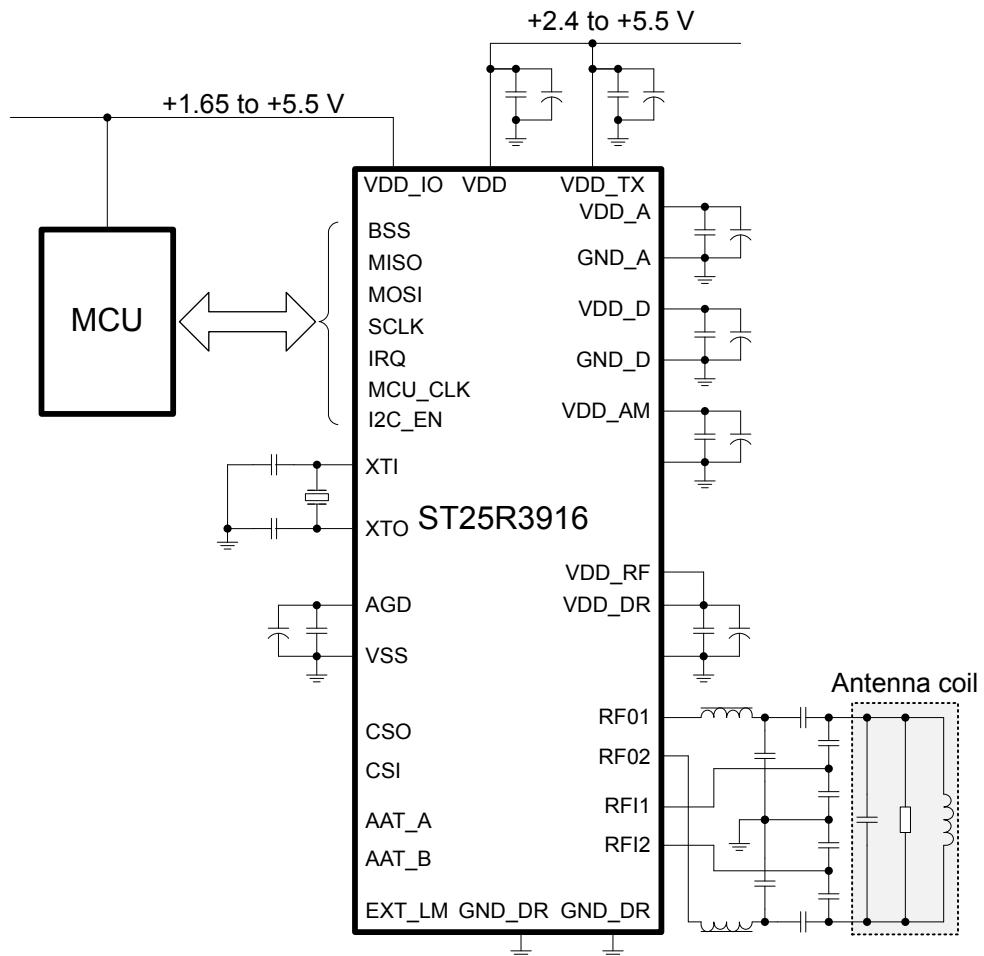 +2.4 to +5.5 V
+1.65 to +5.5 V
VDD_IO VDD VDD_TX
VDD_A
BSS
GND_A
MISO
MOSI
VDD_D
MCU
SCLK
IRQ
GND_D
MCU_CLK
VDD_AM
I2C_EN
XTI
ST25R3916
XTO
VDD_RF
AGD
VDD_DR
VSS
Antenna coil
RF01
CSO
RF02
CSI
RFI1
AAT_A
RFI2
AAT_B
EXT_LM GND_DR GND_DR